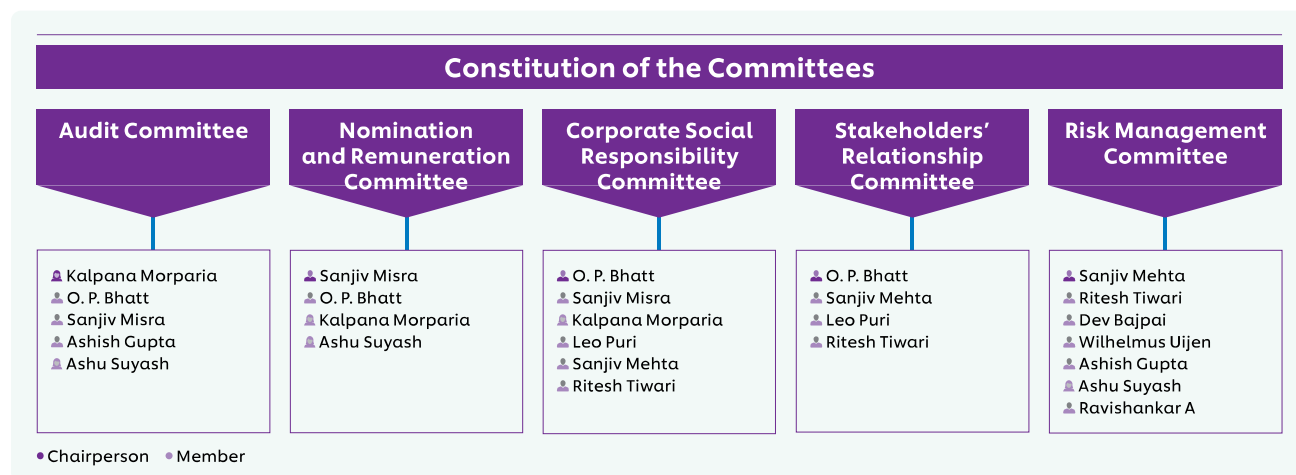 Constitution of the Committees
Audit Committee
Nomination
and Remuneration
Committee
Corporate Social
Responsibility
Committee
Stakeholders’
Relationship
Committee
Risk Management
Committee
Kalpana Morparia
O. P. Bhatt
Sanjiv Misra
Ashish Gupta
Ashu Suyash
Sanjiv Misra
O. P. Bhatt
Kalpana Morparia
Ashu Suyash
O. P. Bhatt
Sanjiv Misra
Kalpana Morparia
Leo Puri
Sanjiv Mehta
Ritesh Tiwari
O. P. Bhatt
Sanjiv Mehta
Leo Puri
Ritesh Tiwari
Sanjiv Mehta
Ritesh Tiwari
Dev Bajpai
Wilhelmus Uijen
Ashish Gupta
Ashu Suyash
Ravishankar A
Chairperson Member